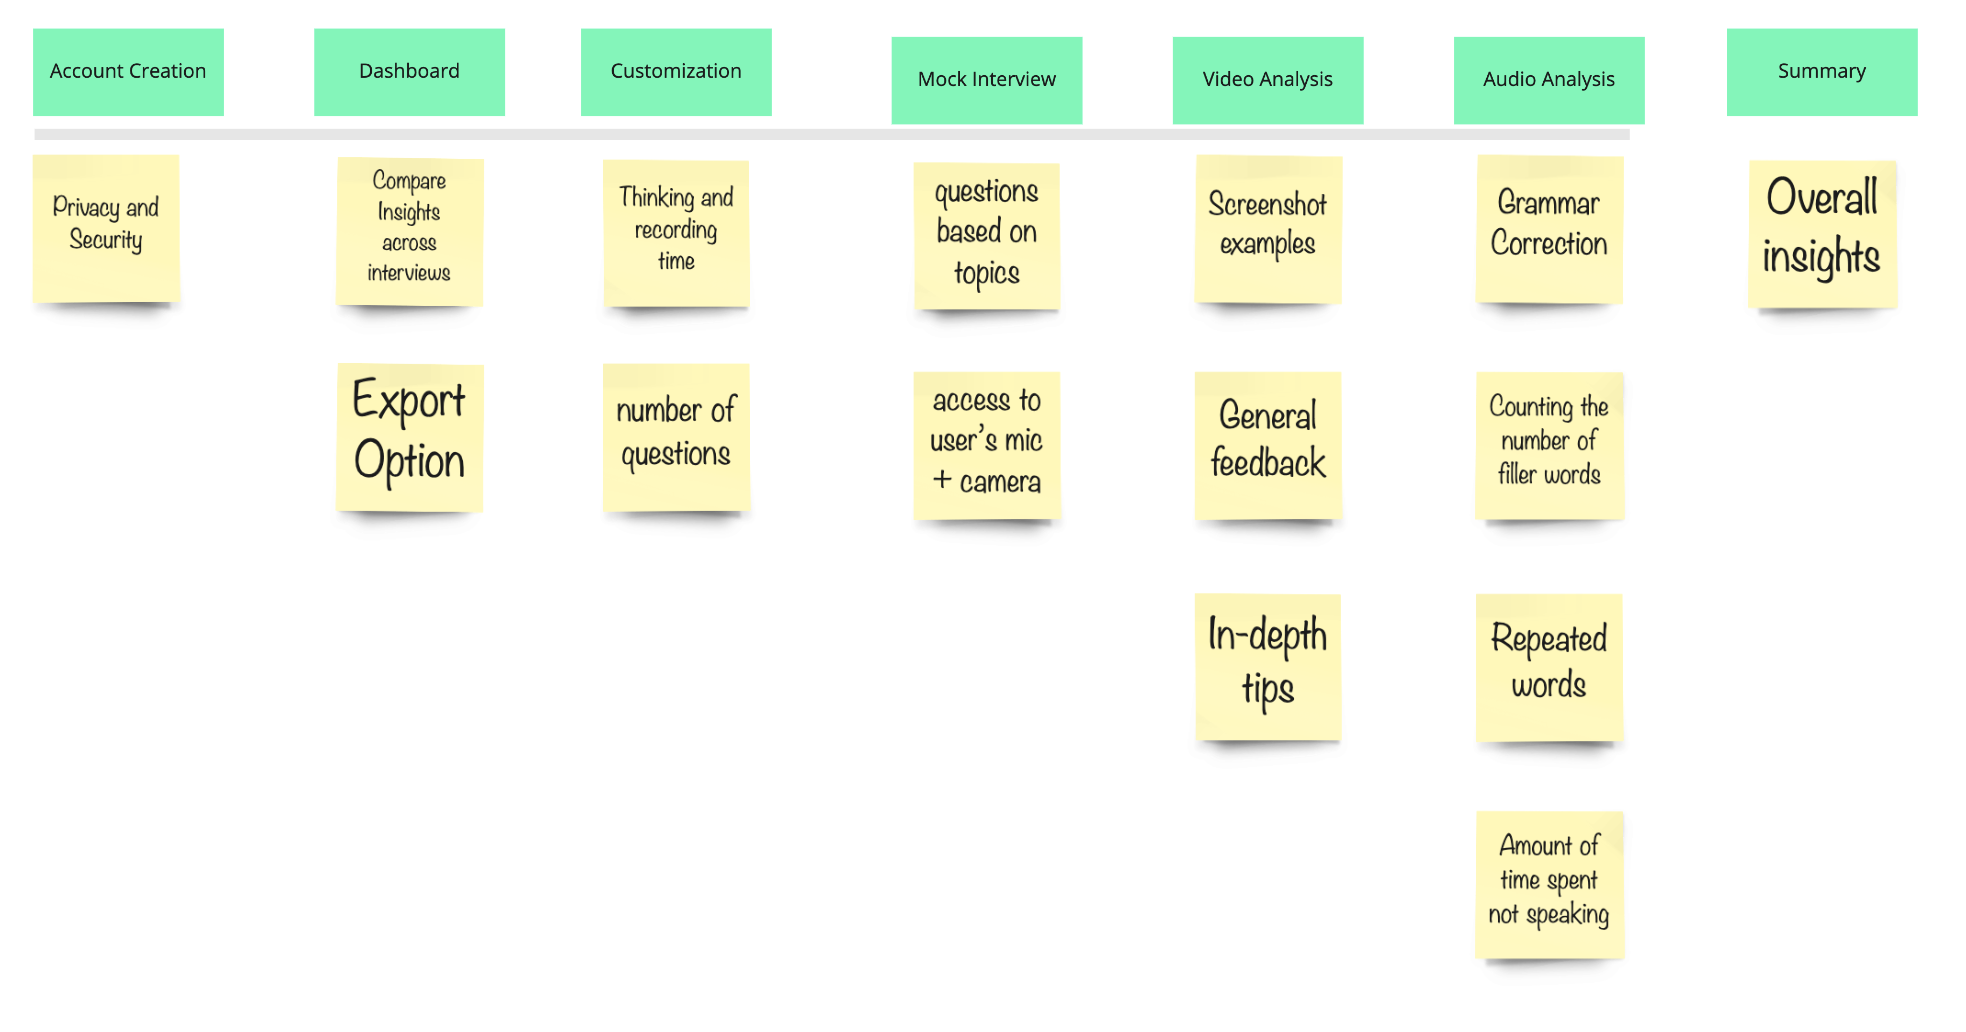 Account Creation
Dashboard
Customization
Mock Interview
Video Analysis
Audio Analysis
Summary
Privacy and
Security
Compare
Insights
across
interviews
Thinking and
recording
time
questions
based on
topics
Screenshot
examples
Grammar
Correction
Overall
insights
Export
Option
number of
questions
access to
user's mic
+ camera
General
feedback
Counting the
number of
filler words
In-depth
tips
Repeated
words
Amount of
time spent
not speaking